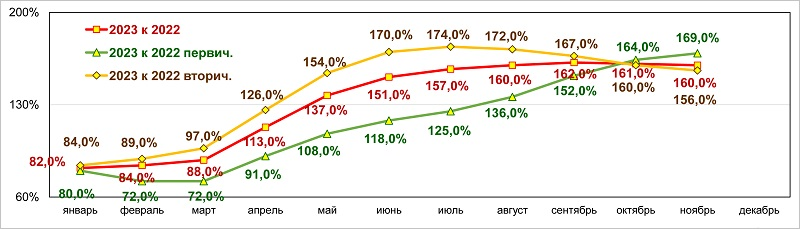 200%
130%
60%
2023 к 2022
2023 к 2022 первич.
2023 к 2022 вторич.
84,0% 89,0% 97,0% 126,0% 154,0% 170,0% 174,0% 172,0% 167,0% 160,0% 156,0%
82,0% 84,0% 88,0% 113,0% 137,0% 151,0% 157,0% 160,0% 162,0% 161,0% 160,0%
80,0% 72,0% 72,0% 91,0% 108,0% 118,0% 125,0% 136,0% 152,0% 164,0% 169,0%
январь февраль март апрель май июнь июль август сентябрь октябрь ноябрь декабрь